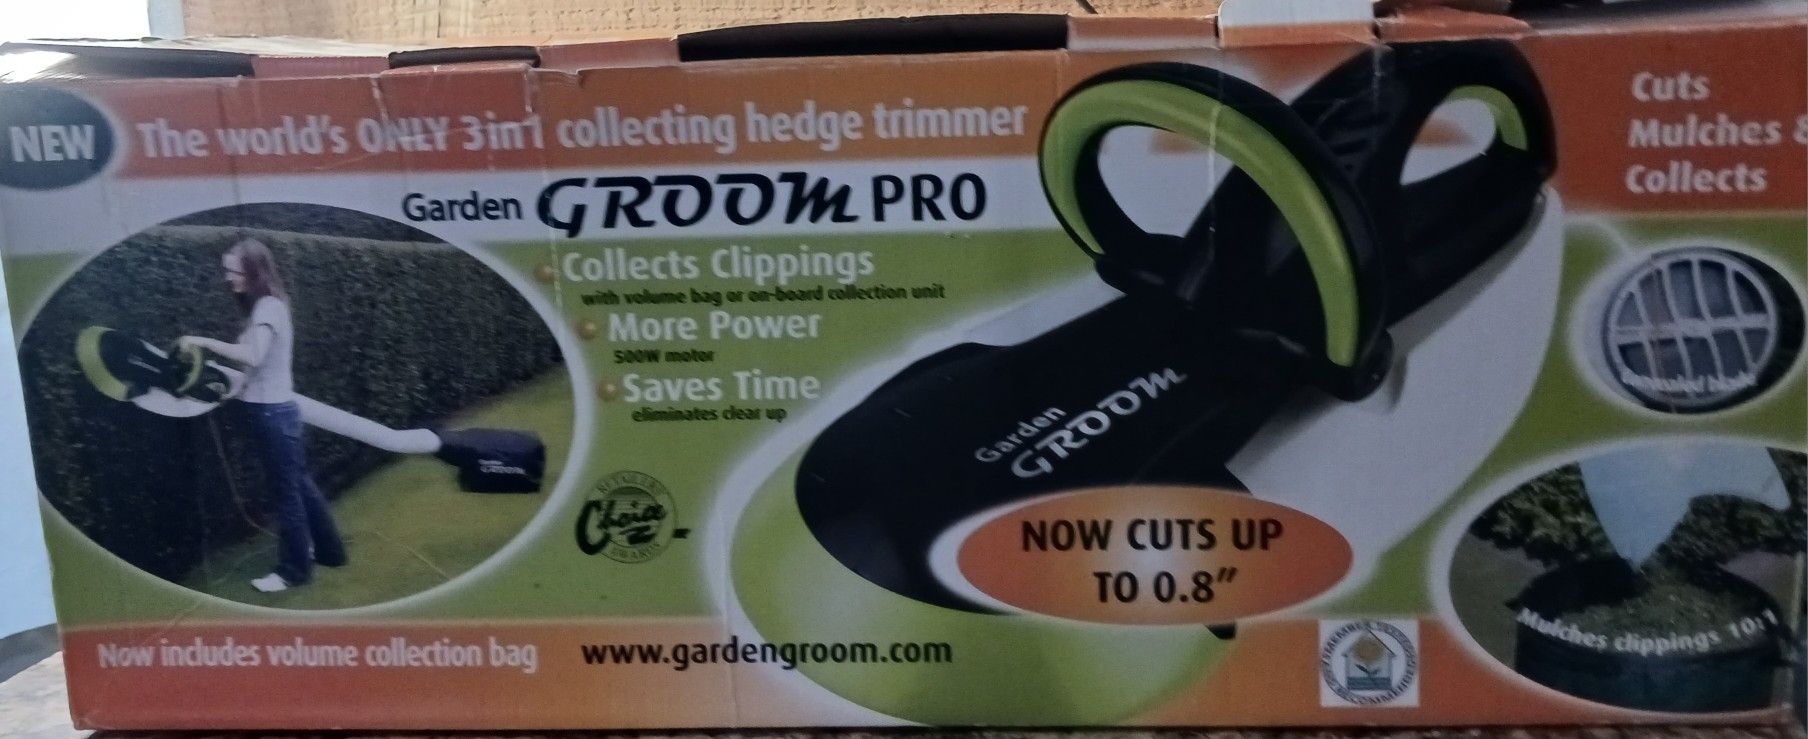 NEW
The world's ONLY 3in1 collecting hedge trimmer
Garden GROOM PRO
Collects Clippings
with volume bag or on-board collection unit
More Power
500W motor
Saves Time
eliminates clear up
Choice
AWARDS
Garden
GROOM
NOW CUTS UP
TO 0.8"
Now includes volume collection bag
www.gardengroom.com
Cuts
Mulches &
Collects
Mulches clippings 10:1
GROOM